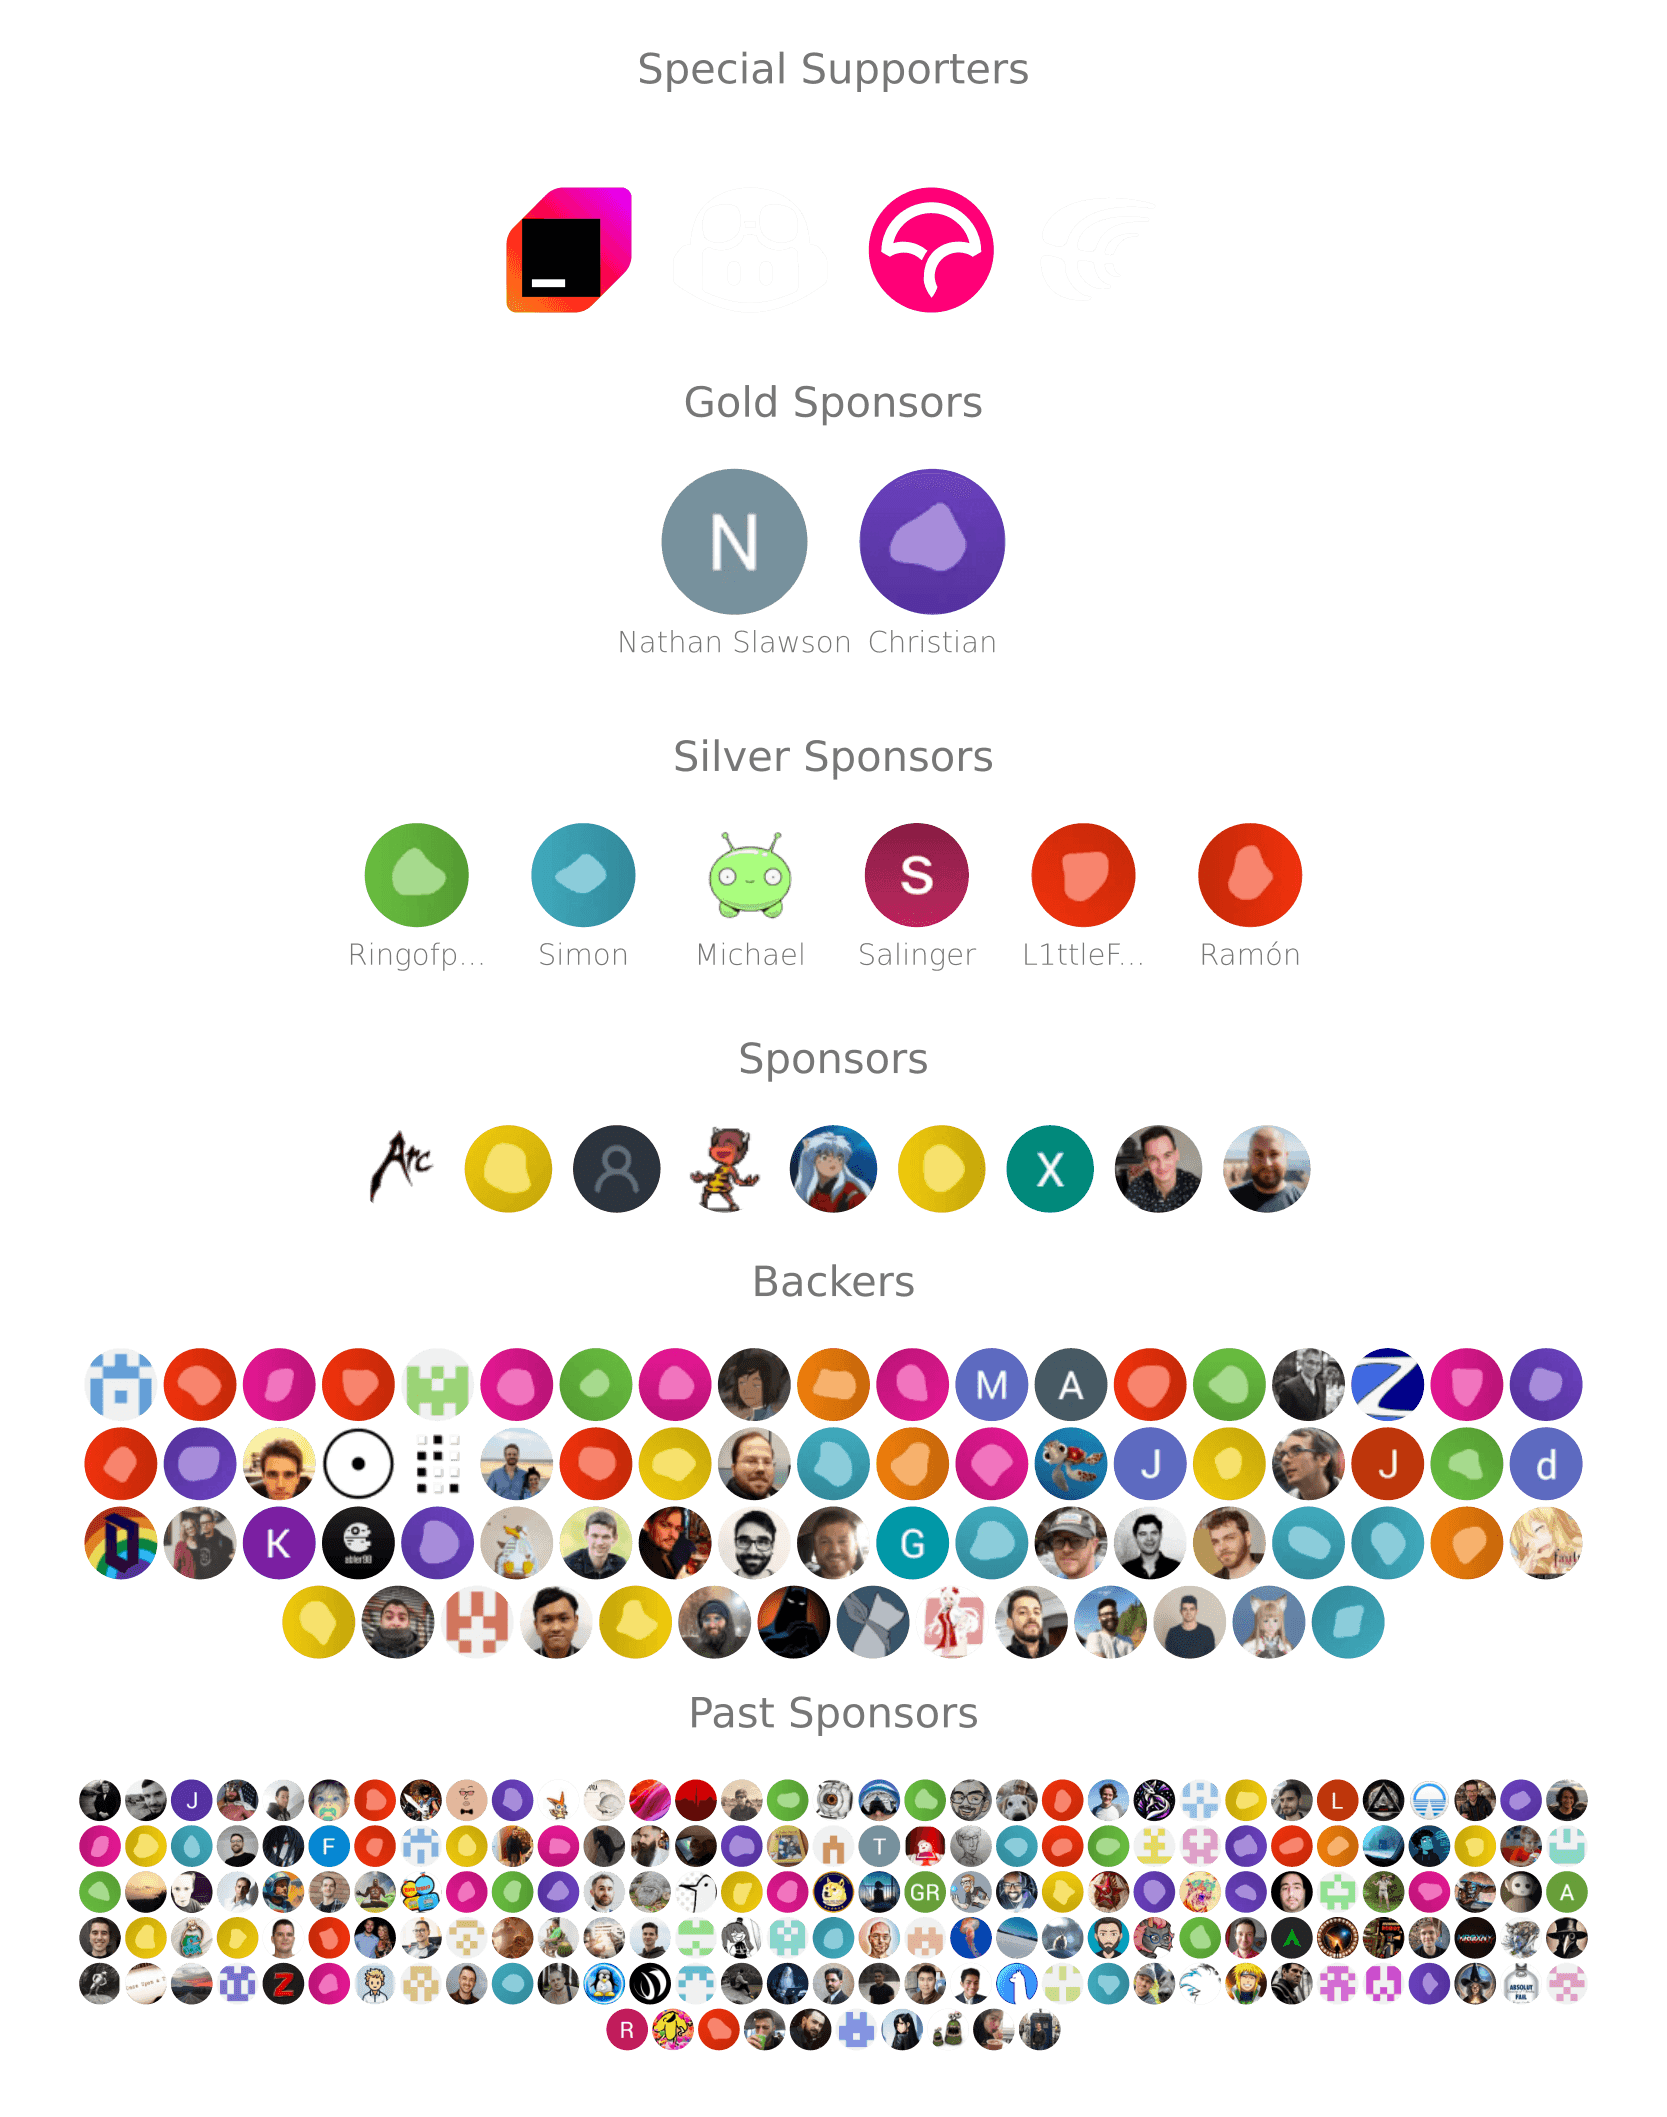 Special Supporters
Gold Sponsors
N
Nathan Slawson Christian
Silver Sponsors
S
Ringofp... Simon Michael Salinger L1ttleF... Ramón
Sponsors
Arc X
Backers
M A
J J d
K G
Past Sponsors
J L
F T
GR A
Z
R